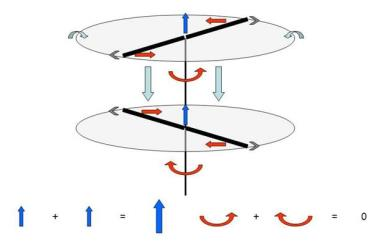 + = + = 0